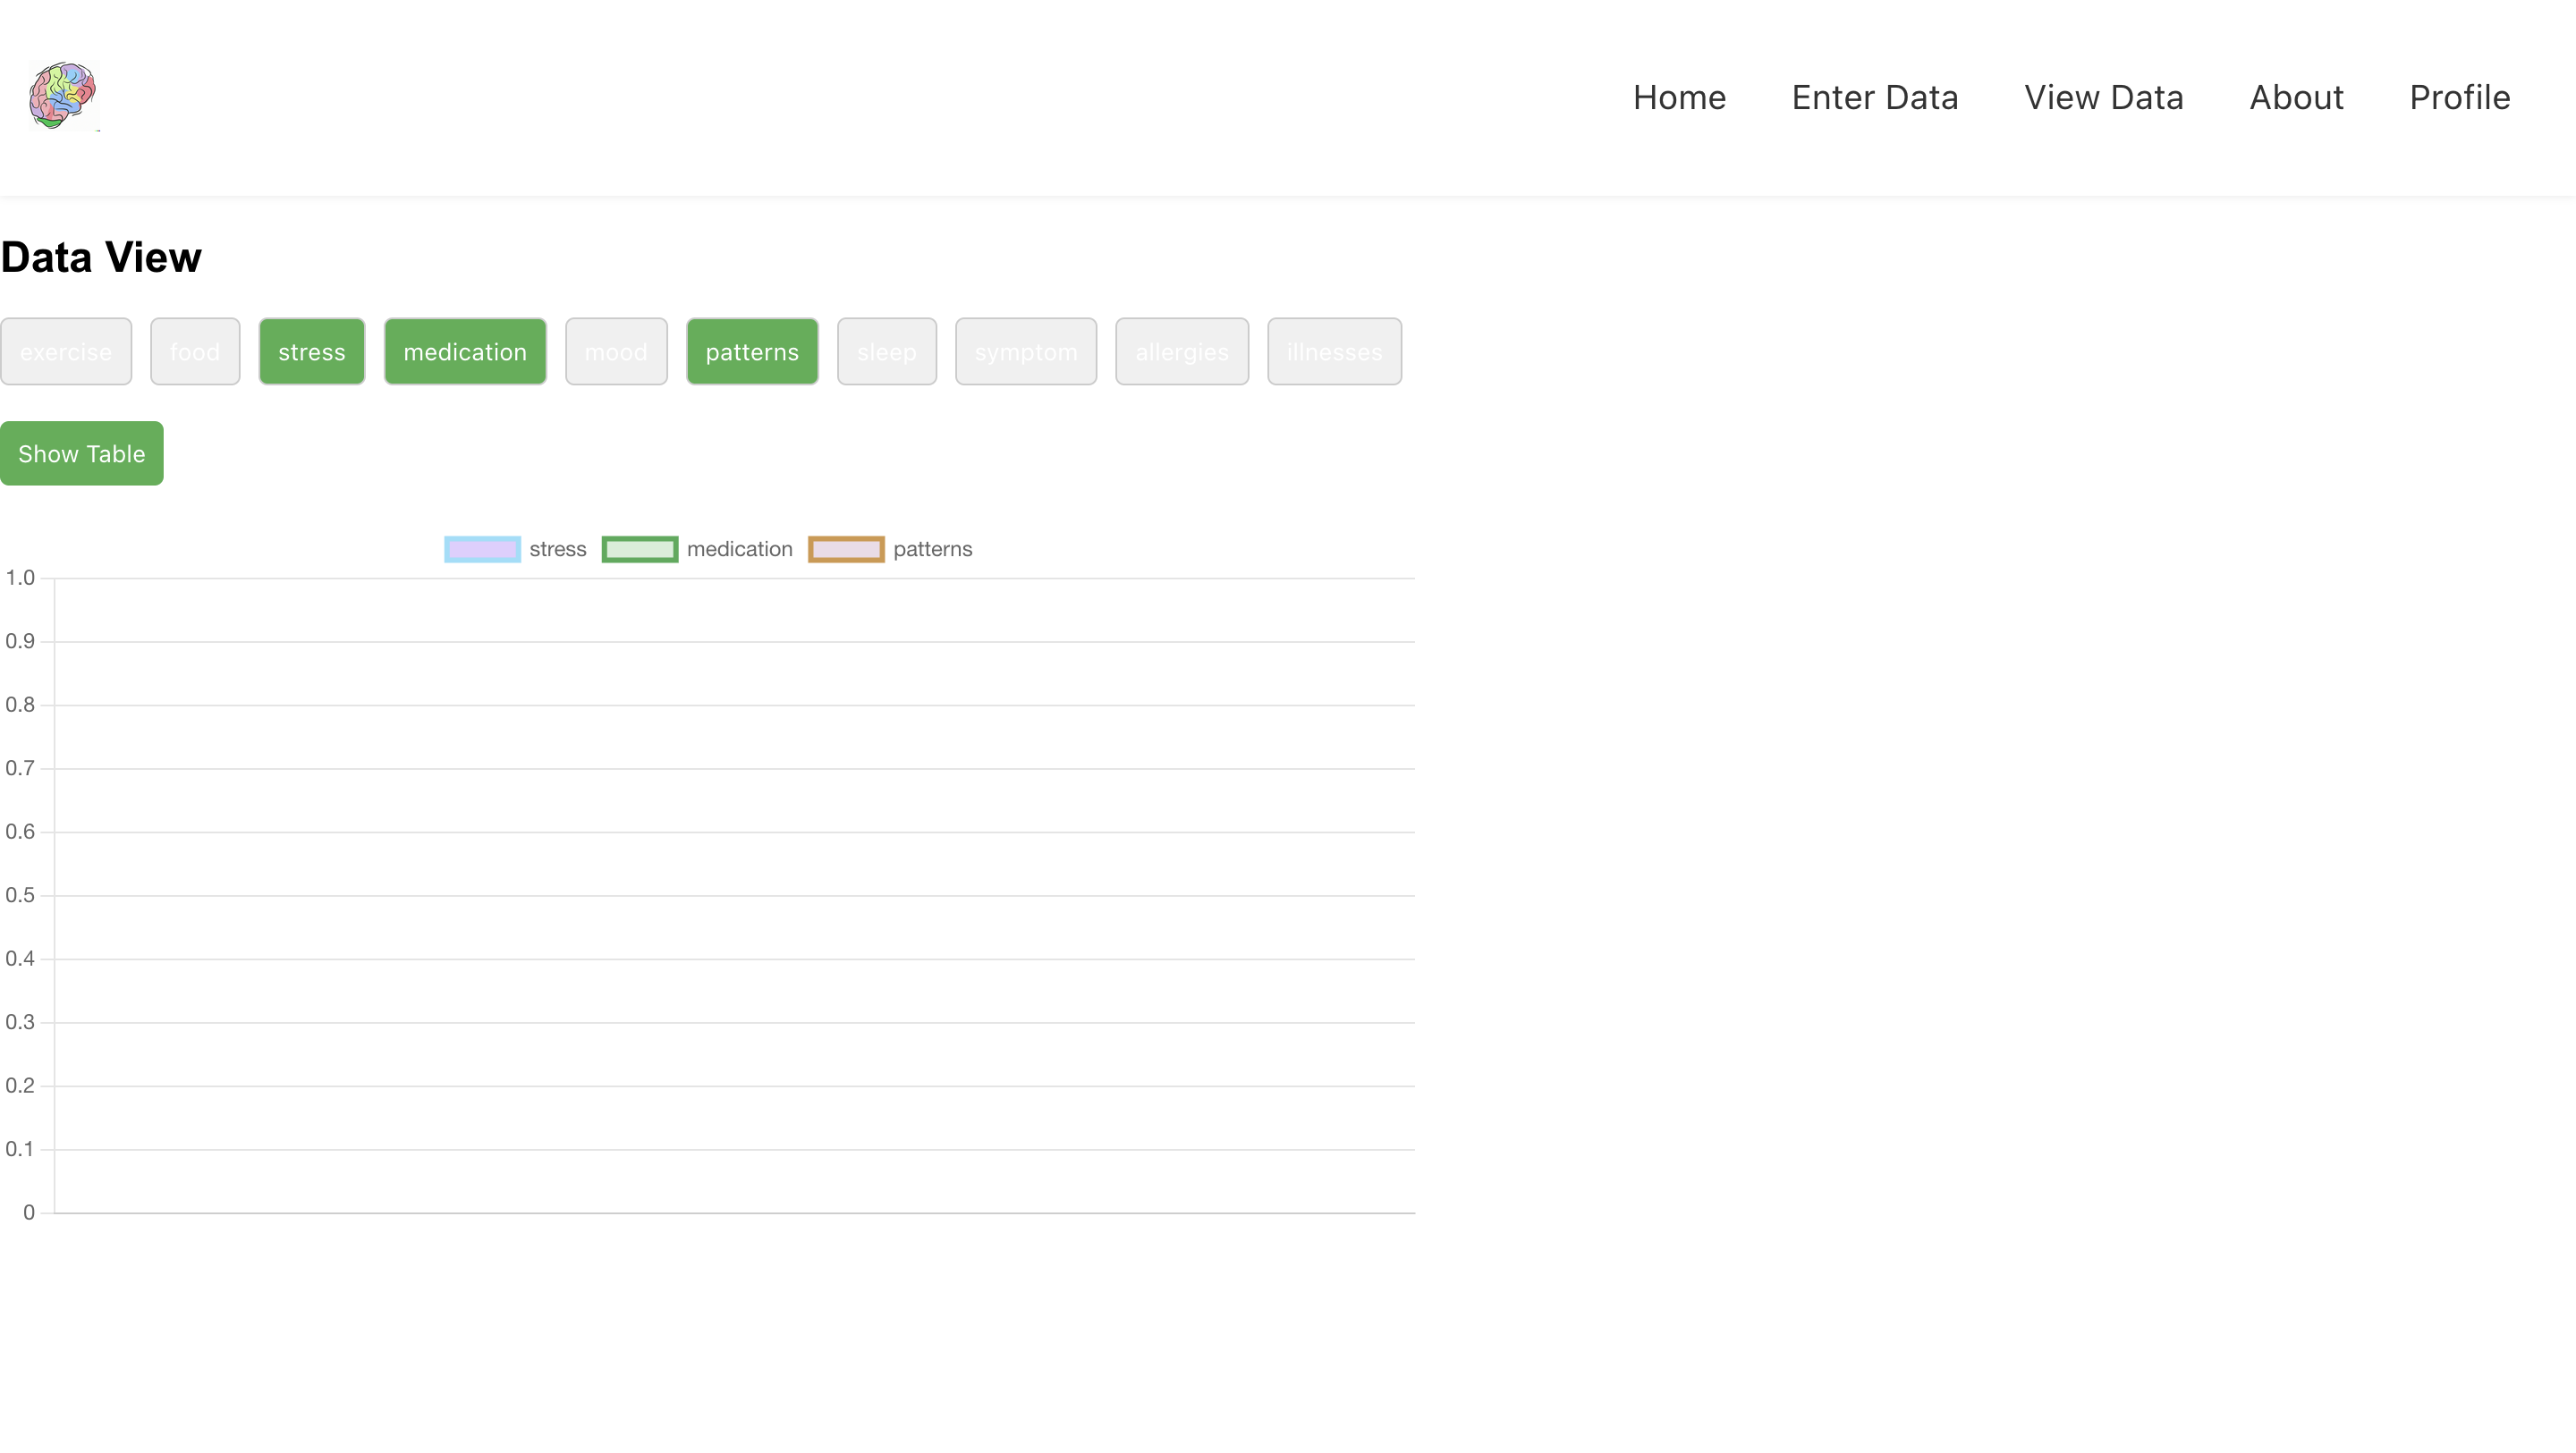 Home Enter Data View Data About Profile
Data View
exercise food stress medication mood patterns sleep symptom allergies illnesses
Show Table
stress medication patterns
1.0
0.9
0.8
0.7
0.6
0.5
0.4
0.3
0.2
0.1
0